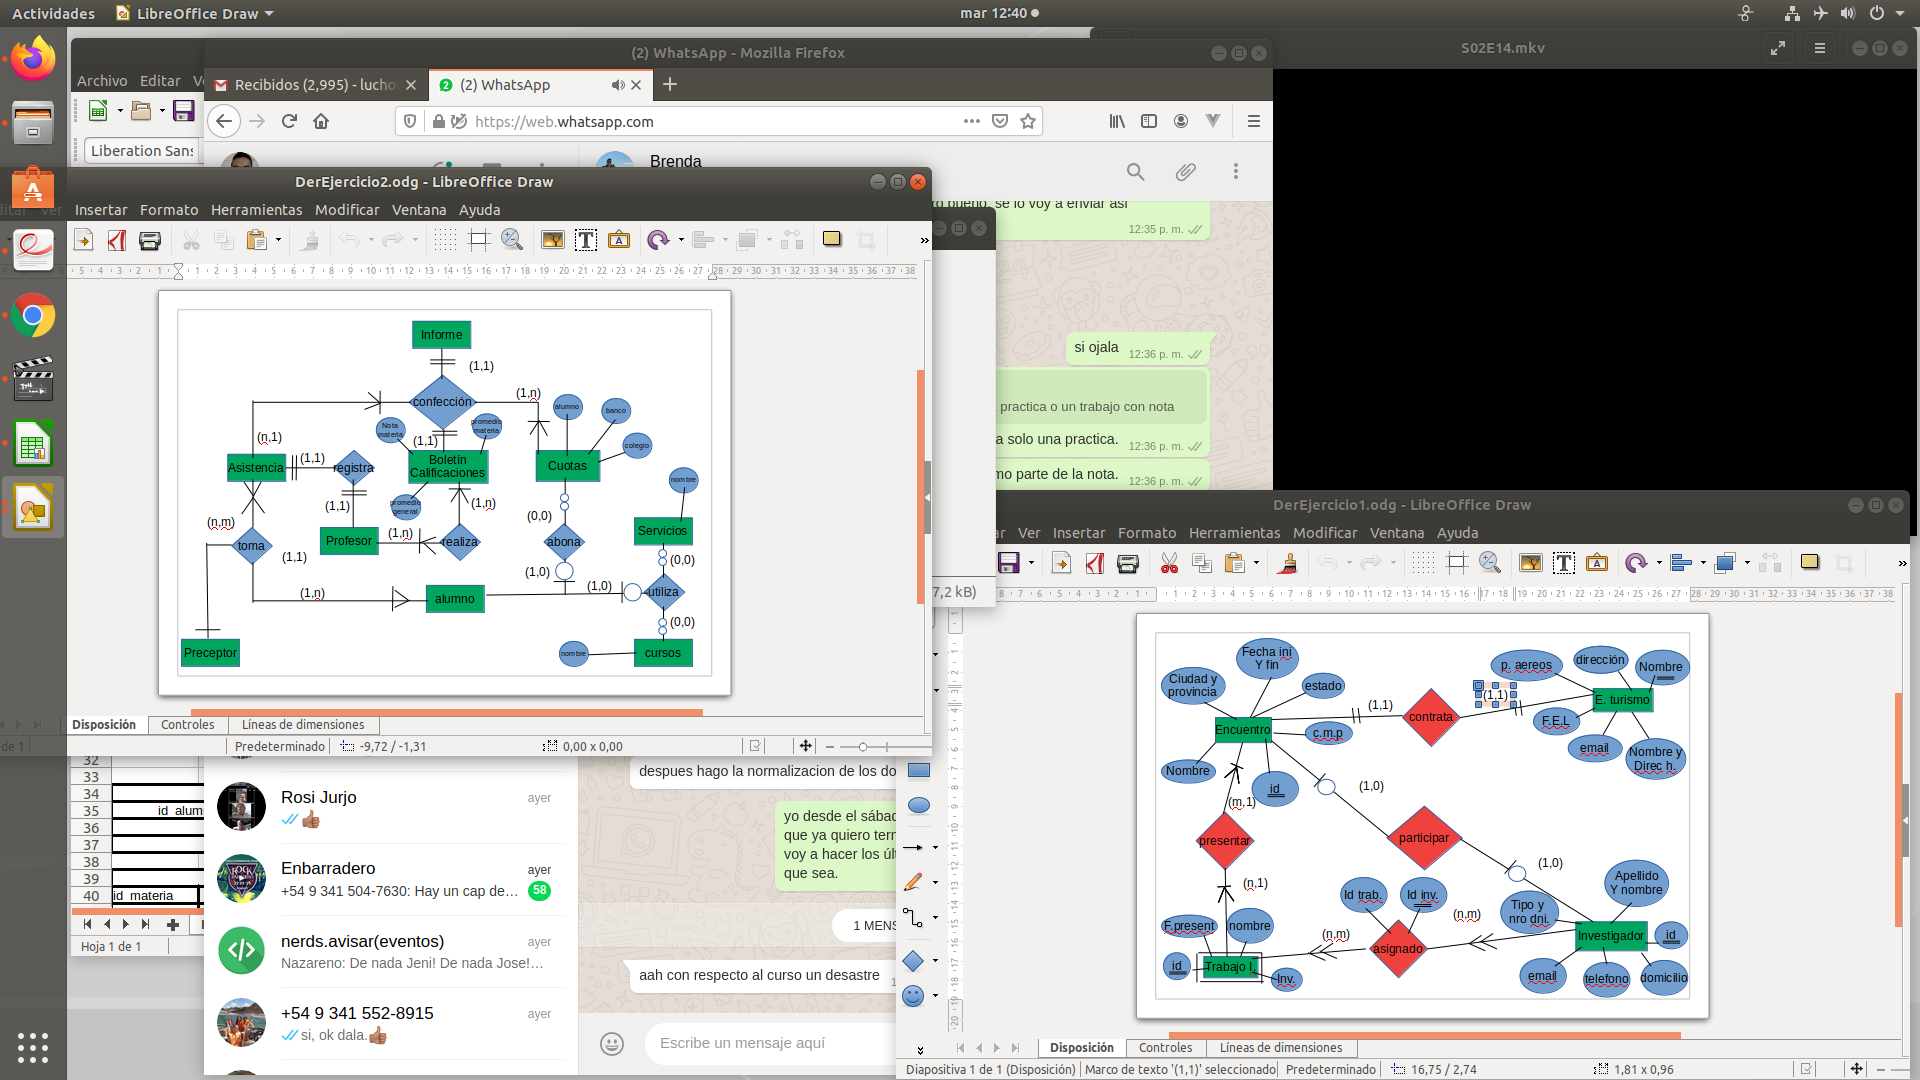 Actividades
LibreOffice Draw
mar 12:40
S02E14.mkv
(2) WhatsApp - Mozilla Firefox
Archivo Editar
Recibidos (2,995) - lucho
(2) WhatsApp
https://web.whatsapp.com
Liberation Sans
Brenda
se lo voy a enviar asi
12:35 p. m.
si ojala
12:36 p. m.
practica o un trabajo con nota
a solo una practica.
12:36 p. m.
mo parte de la nota.
12:36 p. m.
DerEjercicio2.odg - LibreOffice Draw
Insertar Formato Herramientas Modificar Ventana Ayuda
Informe
(1,1)
confección
(1,n)
alumno
banco
colegio
Nota
materia
promedio
materia
(n,1)
(1,1)
(1,1)
Asistencia
registra
Boletín
Calificaciones
Cuotas
nombre
promedio
general
(1,1)
(1,n)
(n,m)
(0,0)
Servicios
toma
(1,1)
Profesor
(1,n)
realiza
abona
(0,0)
(1,0)
(1,n)
alumno
(1,0)
utiliza
(0,0)
Preceptor
nombre
cursos
Disposición
Controles
Líneas de dimensiones
de 1
Predeterminado
-9,72 / -1,31
0,00 x 0,00
7,2 kB)
32
33
34
35
id_alum
36
37
38
39
40
id_materia
Hoja 1 de 1
Rosi Jurjo
ayer
Enbarradero
ayer
+54 9 341 504-7630: Hay un cap de...
58
nerds.avisar(eventos)
ayer
Nazareno: De nada Jeni! De nada Jose!...
+54 9 341 552-8915
ayer
si, ok dala.
despues hago la normalizacion de los do
yo desde el sábad
que ya quiero tern
voy a hacer los últ
que sea.
1 MENS
aah con respecto al curso un desastre
Escribe un mensaje aquí
DerEjercicio1.odg - LibreOffice Draw
Ver Insertar Formato Herramientas Modificar Ventana Ayuda
Fecha ini
Y fin
Ciudad y
provincia
estado
(1,1)
contrata
(1,1)
p. aereos
dirección
Nombre
E. turismo
Encuentro
c.m.p
F.E.L
email
Nombre y
Direc h.
Nombre
id
(m,1)
(1,0)
presentar
participar
(1,0)
(n,1)
Id trab.
Id inv.
Apellido
Y nombre
Tipo y
nro dni.
(n,m)
F.present
nombre
(n,m)
asignado
Investigador
id
id
Trabajo I.
Inv.
email
telefono
domicilio
Disposición
Controles
Líneas de dimensiones
Diapositiva 1 de 1 (Disposición)
Marco de texto '(1,1)' seleccionado
Predeterminado
16,75 / 2,74
1,81 x 0,96